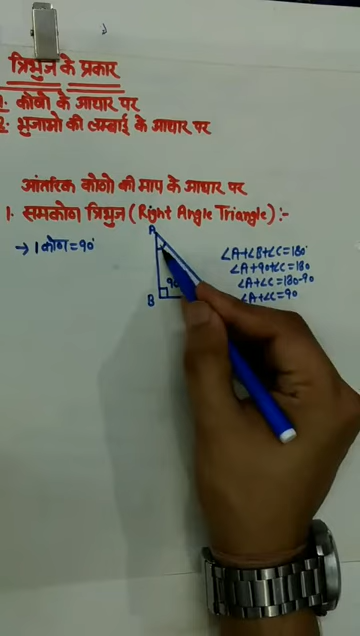 त्रिभुज के प्रकार
1. कोणों के आधार पर
2. भुजाओ की लम्बाई के आधार पर
आंतरिक कोणो की माप के आधार पर
1. समकोण त्रिभुज (Right Angle Triangle) :-
→ 1 कोण = 90°
A
B
90
∠A+∠B+∠C=180°
∠A+90+∠C=180
∠A+∠C=180-90
∠A+∠C=90